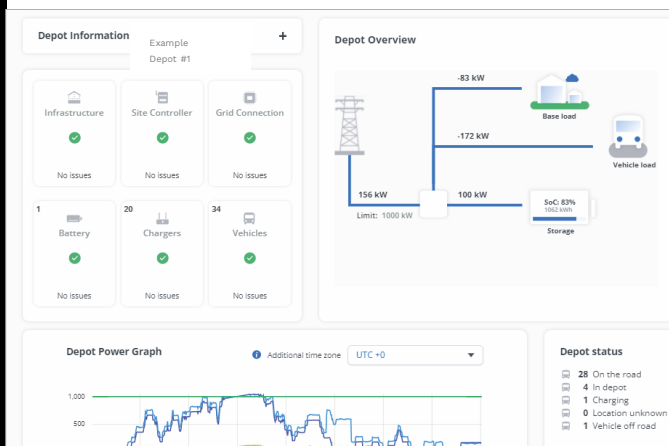 Depot Information
Example
Depot #1
+
Infrastructure
No issues
Site Controller
No issues
Grid Connection
No issues
1
Battery
No issues
20
Chargers
No issues
34
Vehicles
No issues
Depot Overview
-83 kW
Base load
-172 kW
Vehicle load
156 kW
Limit: 1000 kW
100 kW
SoC: 83%
1062 kWh
Storage
Depot Power Graph
Additional time zone
UTC +0
1,000
500
Depot status
28 On the road
4 In depot
1 Charging
0 Location unknown
1 Vehicle off road